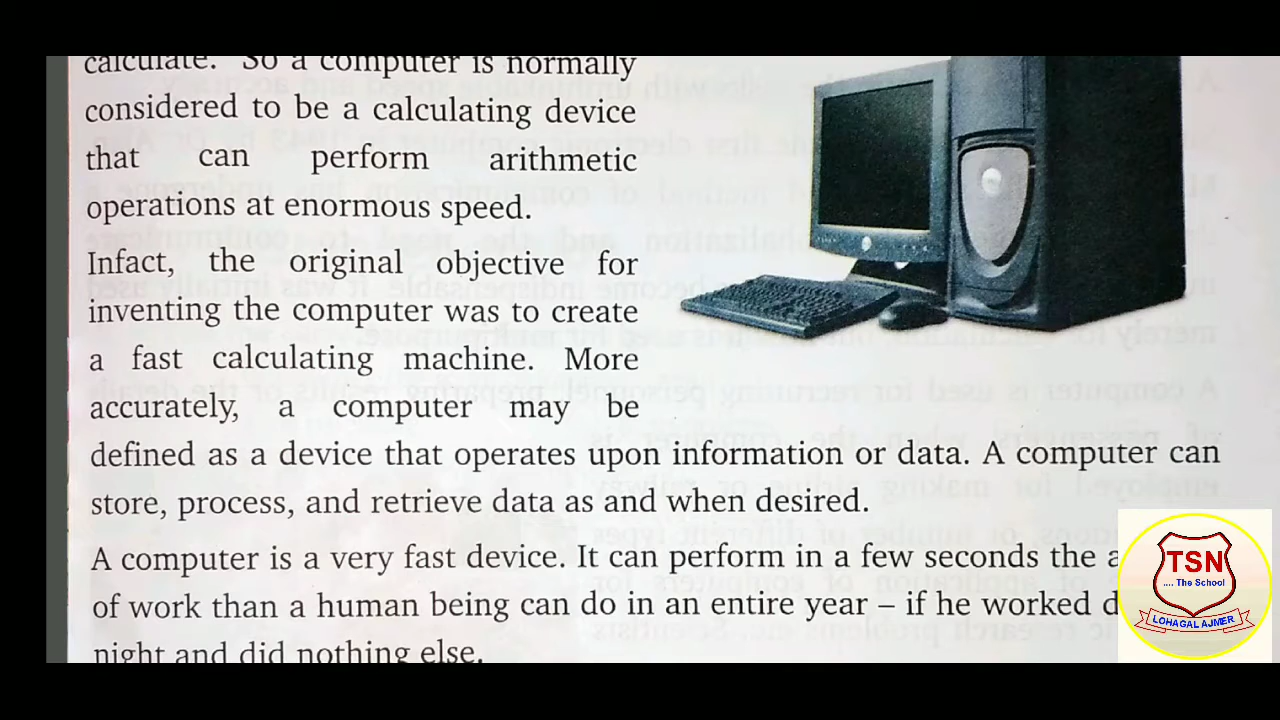 calculate. So a computer is normally
considered to be a calculating device
that can perform arithmetic
operations at enormous speed.
Infact, the original objective for
inventing the computer was to create
a fast calculating machine. More
accurately, a computer may be
defined as a device that operates upon information or data. A computer can
store, process, and retrieve data as and when desired.
A computer is a very fast device. It can perform in a few seconds the
of work than a human being can do in an entire year – if he worked
night and did nothing else.
TSN
.... The School
LOHAGAL AJMER